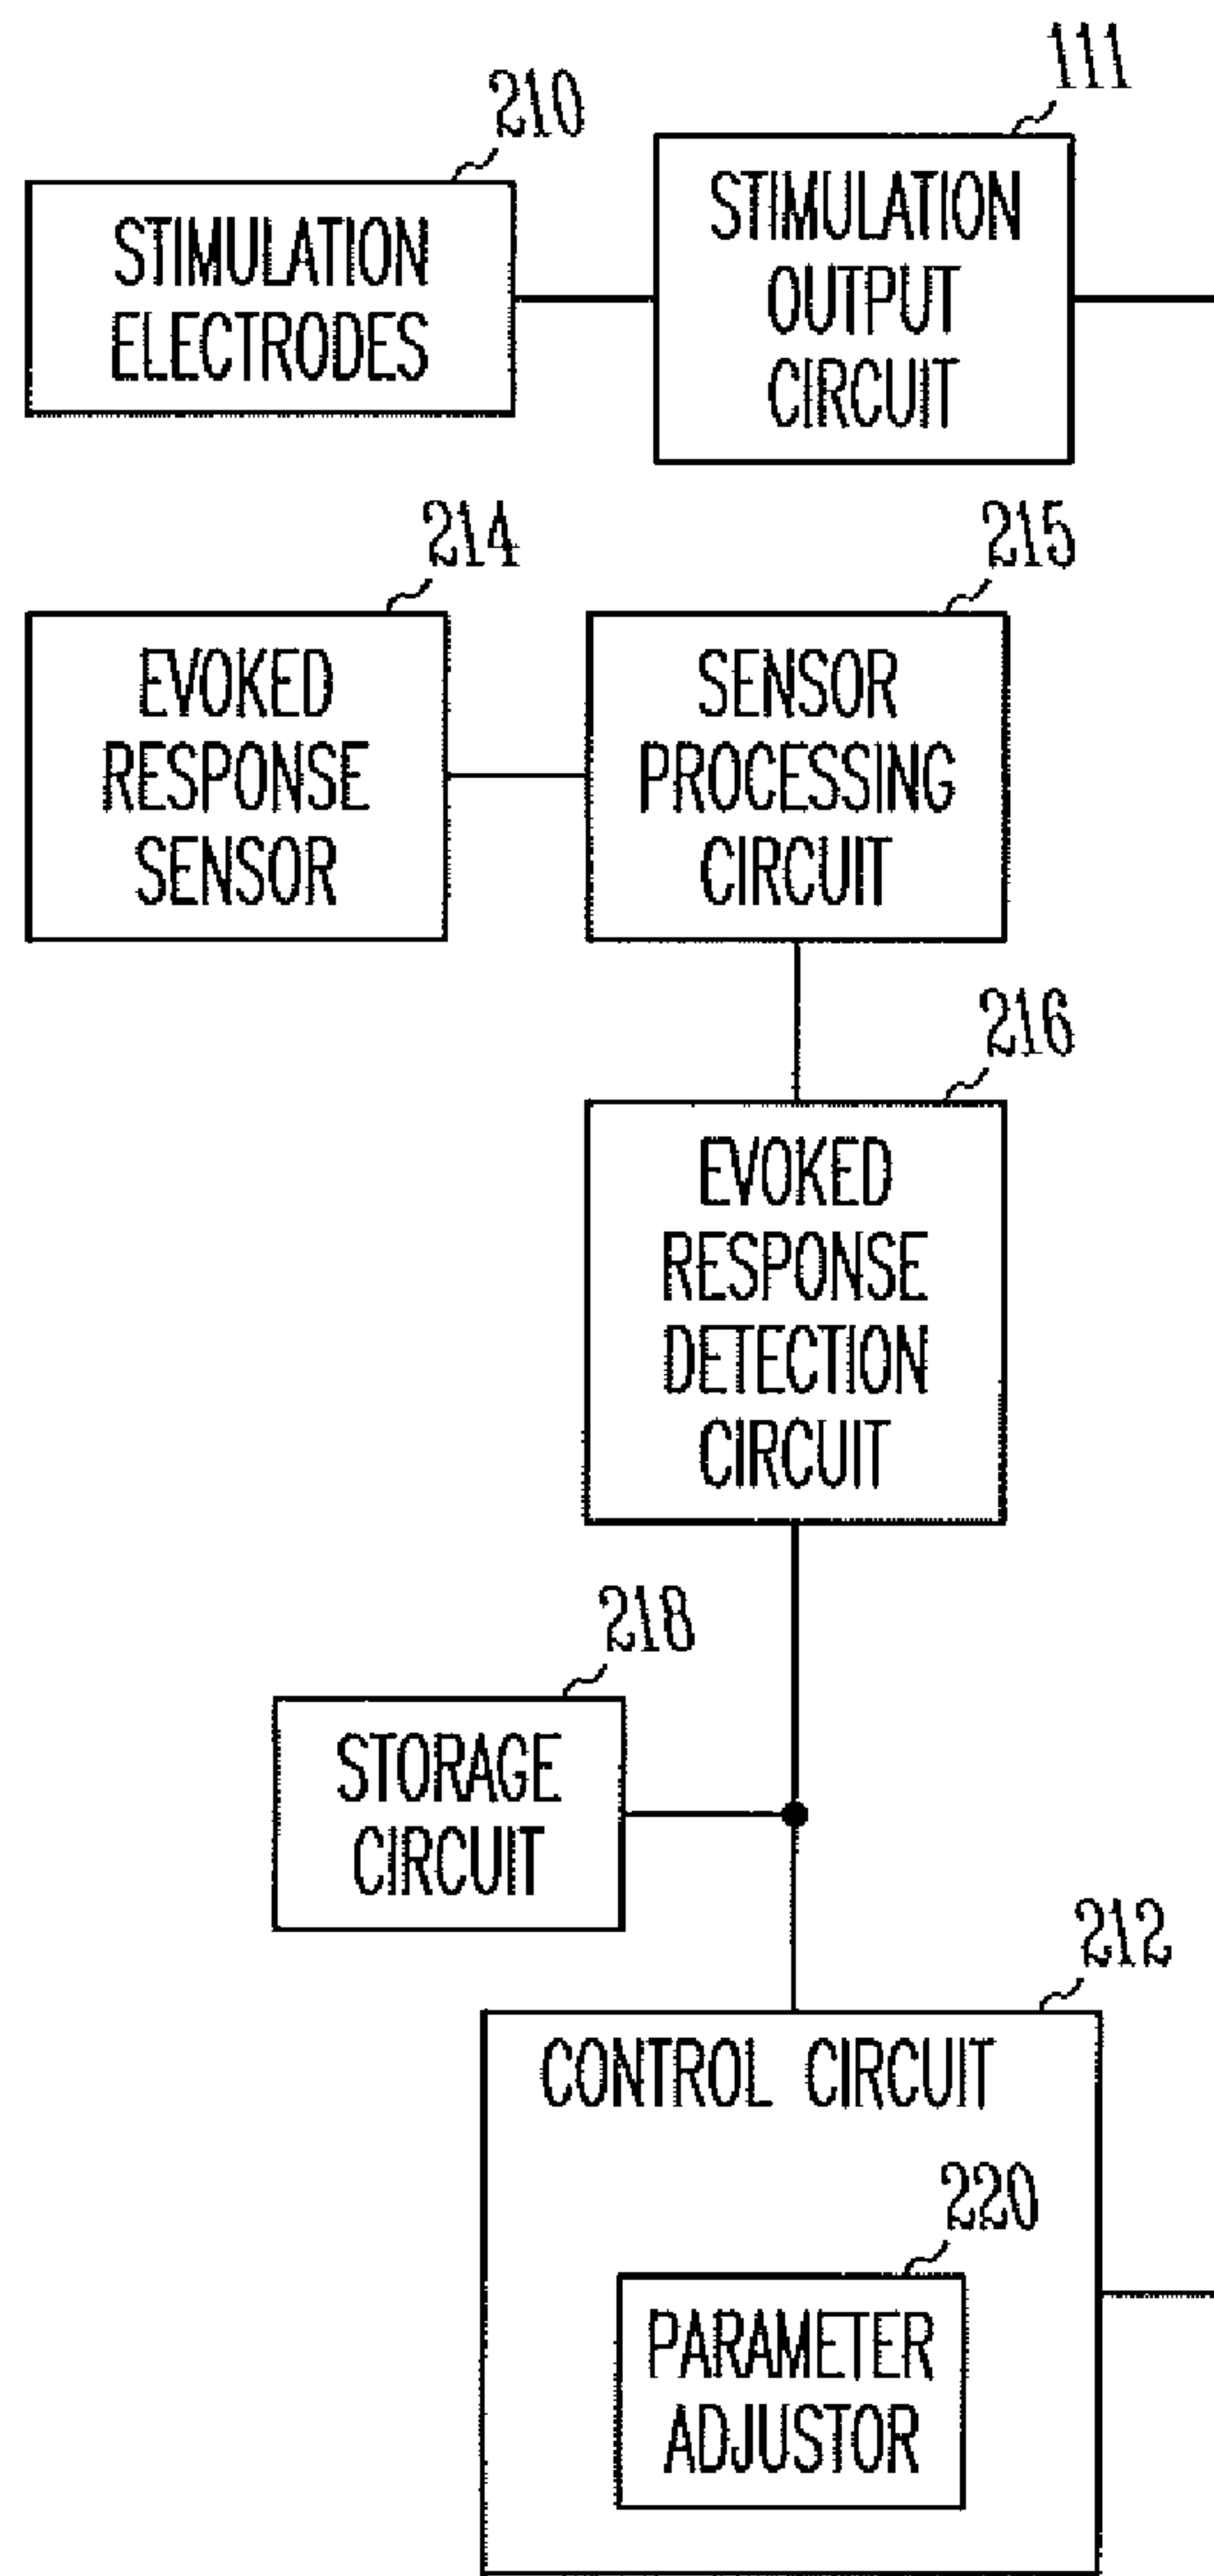 111
210
STIMULATION
OUTPUT
CIRCUIT
STIMULATION
ELECTRODES
214
215
EVOKED
RESPONSE
SENSOR
SENSOR
PROCESSING
CIRCUIT
216
EVOKED
RESPONSE
DETECTION
CIRCUIT
218
STORAGE
CIRCUIT
212
CONTROL CIRCUIT
220
PARAMETER
ADJUSTOR